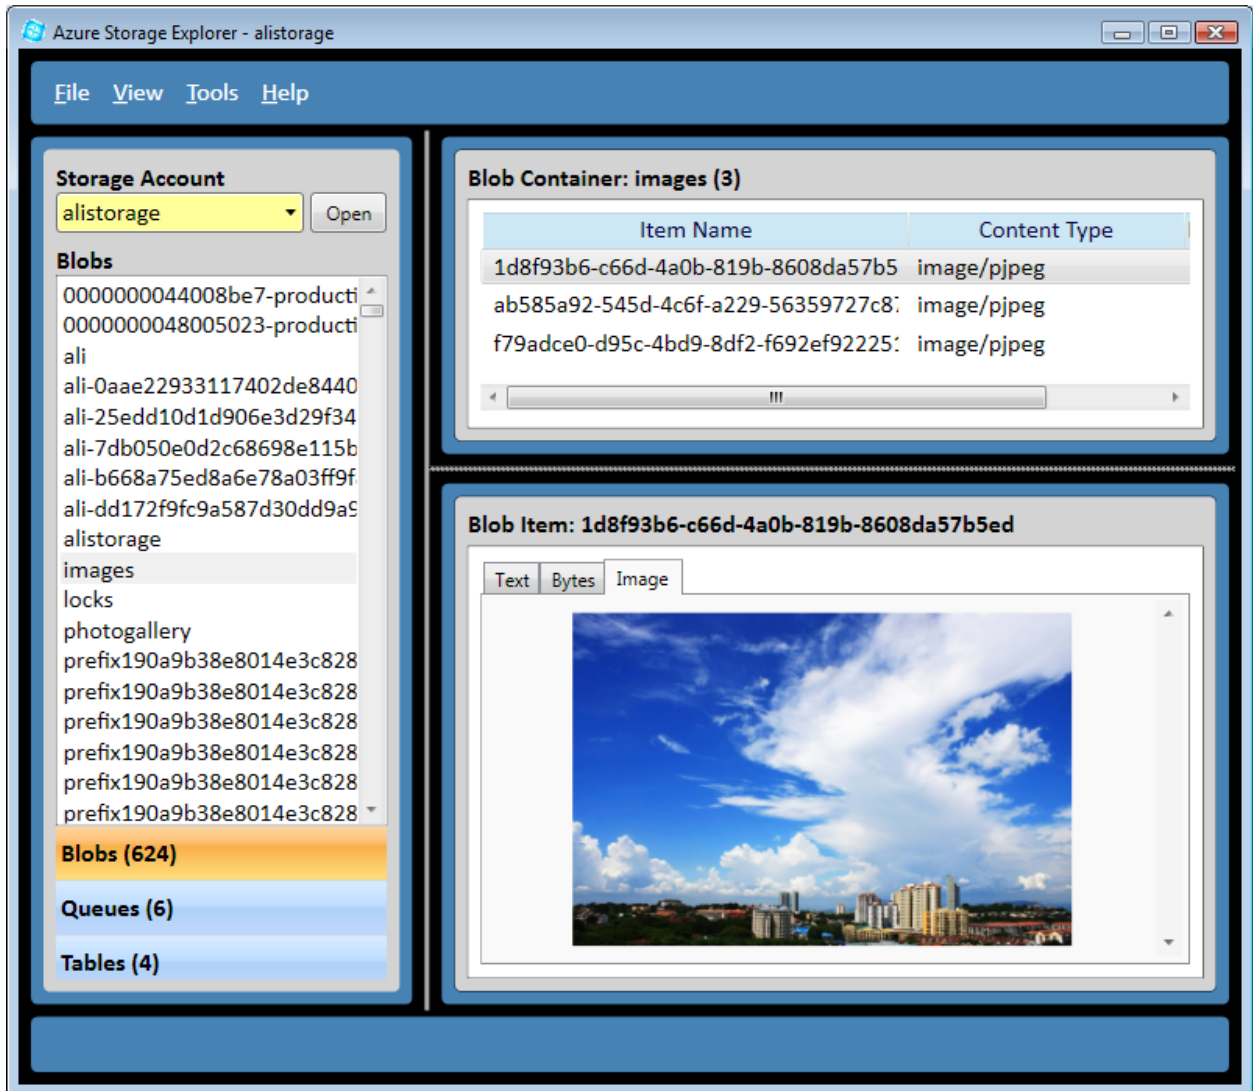 Azure Storage Explorer - alistorage
File View Tools Help
Storage Account
alistorage
Open
Blobs
0000000044008be7-producti
0000000048005023-producti
ali
ali-0aae22933117402de8440
ali-25edd10d1d906e3d29f34
ali-7db050e0d2c68698e115b
ali-b668a75ed8a6e78a03ff9f
ali-dd172f9fc9a587d30dd9a9
alistorage
images
locks
photogallery
prefix190a9b38e8014e3c828
prefix190a9b38e8014e3c828
prefix190a9b38e8014e3c828
prefix190a9b38e8014e3c828
prefix190a9b38e8014e3c828
prefix190a9b38e8014e3c828
Blobs (624)
Queues (6)
Tables (4)
Blob Container: images (3)
Item Name Content Type
1d8f93b6-c66d-4a0b-819b-8608da57b5 image/pjpeg
ab585a92-545d-4c6f-a229-56359727c87 image/pjpeg
f79adce0-d95c-4bd9-8df2-f692ef922251 image/pjpeg
Blob Item: 1d8f93b6-c66d-4a0b-819b-8608da57b5ed
Text Bytes Image